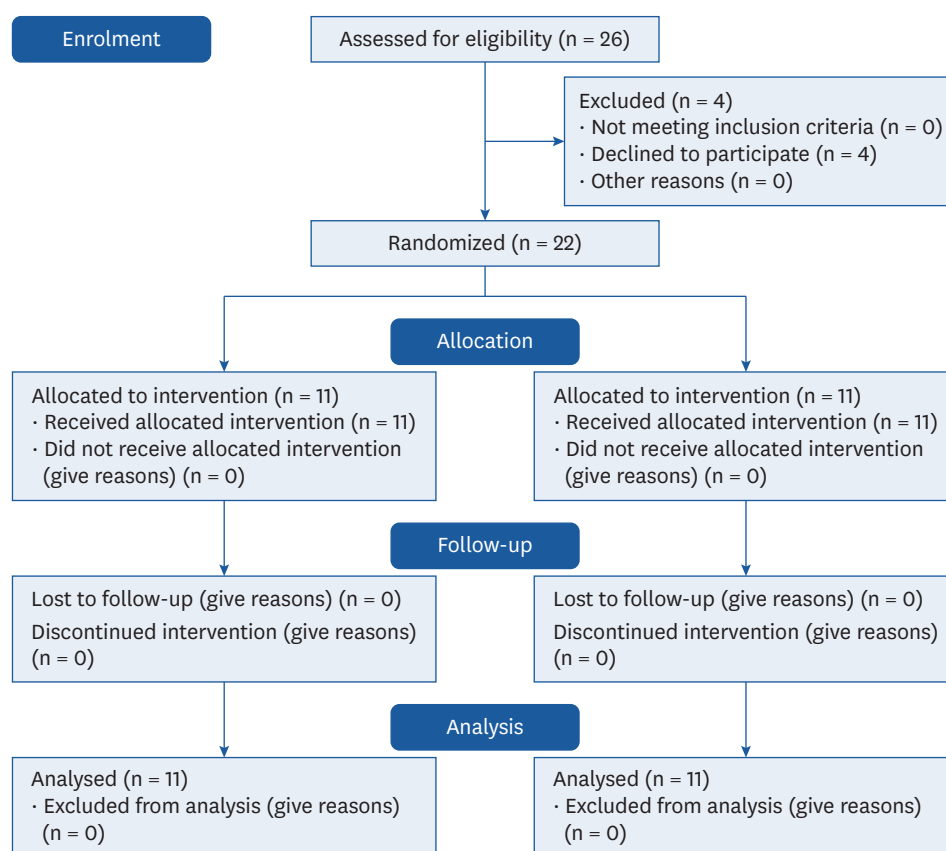 Enrolment
Assessed for eligibility (n = 26)
Excluded (n = 4)
· Not meeting inclusion criteria (n = 0)
· Declined to participate (n = 4)
· Other reasons (n = 0)
Randomized (n = 22)
Allocation
Allocated to intervention (n = 11)
· Received allocated intervention (n = 11)
· Did not receive allocated intervention
(give reasons) (n = 0)
Allocated to intervention (n = 11)
· Received allocated intervention (n = 11)
· Did not receive allocated intervention
(give reasons) (n = 0)
Follow-up
Lost to follow-up (give reasons) (n = 0)
Discontinued intervention (give reasons)
(n = 0)
Lost to follow-up (give reasons) (n = 0)
Discontinued intervention (give reasons)
(n = 0)
Analysis
Analysed (n = 11)
· Excluded from analysis (give reasons)
(n = 0)
Analysed (n = 11)
· Excluded from analysis (give reasons)
(n = 0)